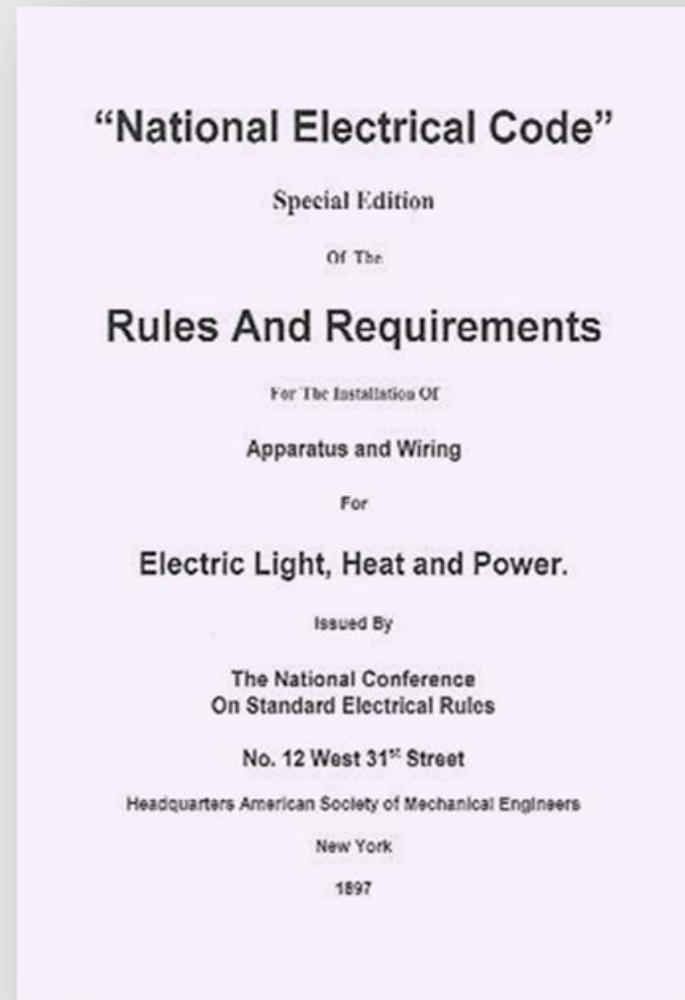 “National Electrical Code”
Special Edition
Of The
Rules And Requirements
For The Installation Of
Apparatus and Wiring
For
Electric Light, Heat and Power.
Issued By
The National Conference
On Standard Electrical Rules
No. 12 West 31st Street
Headquarters American Society of Mechanical Engineers
New York
1897